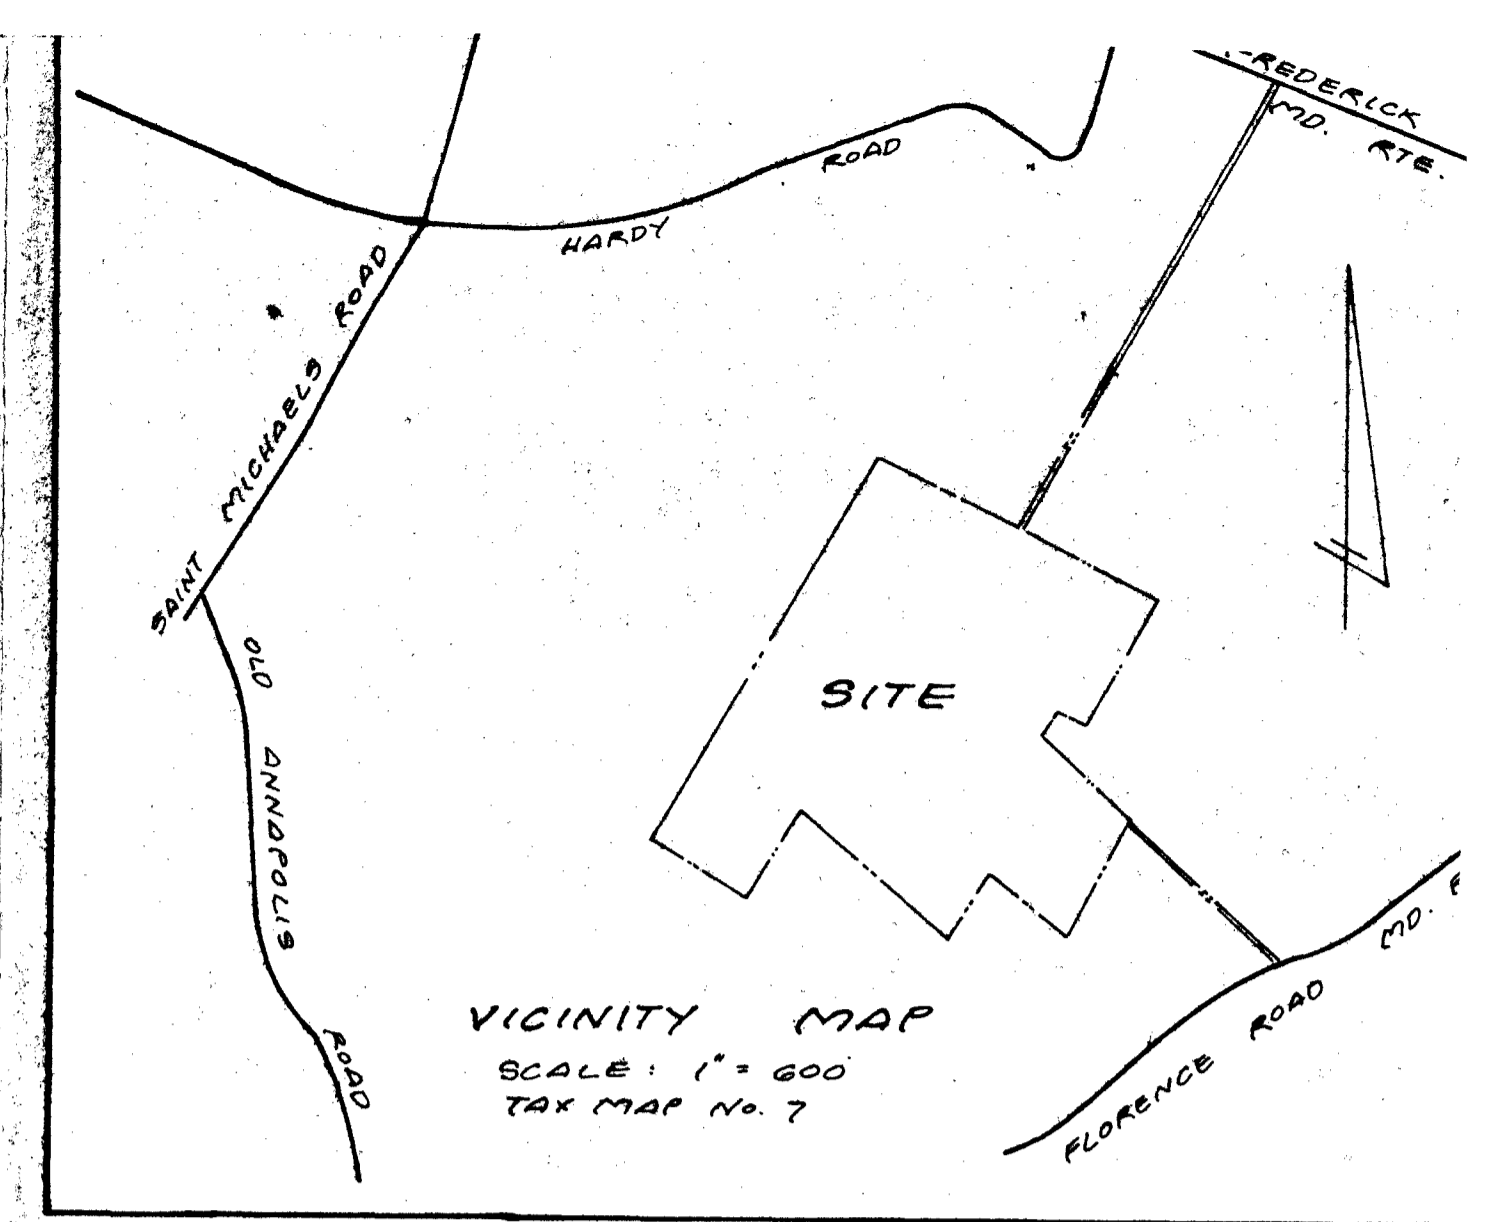 FREDERICK
MD. RTE.
HARDY ROAD
SAINT MICHAELS ROAD
OLD ANNAPOLIS ROAD
SITE
MD.
FLORENCE ROAD
VICINITY MAP
SCALE: 1" = 600'
TAX MAP No. 7